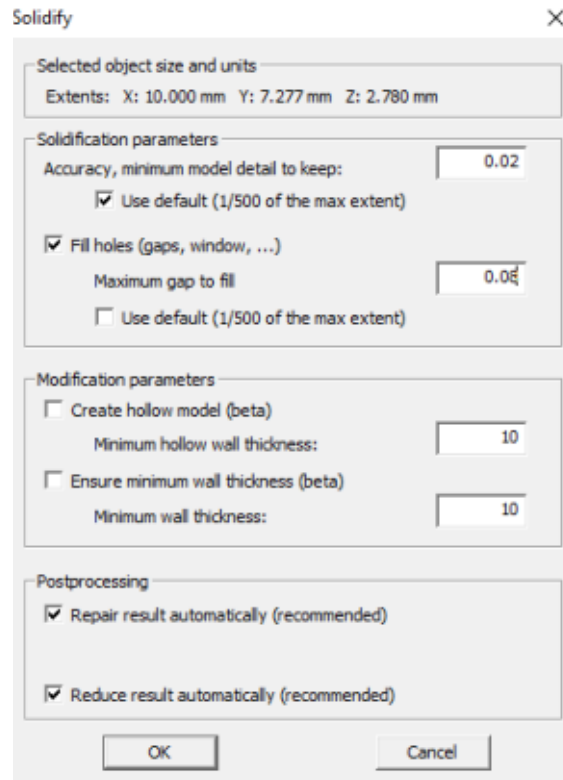 Solidify
Selected object size and units
Extents: X: 10.000 mm Y: 7.277 mm Z: 2.780 mm
Solidification parameters
Accuracy, minimum model detail to keep: 0.02
Use default (1/500 of the max extent)
Fill holes (gaps, window, ...)
Maximum gap to fill 0.08
Use default (1/500 of the max extent)
Modification parameters
Create hollow model (beta)
Minimum hollow wall thickness: 10
Ensure minimum wall thickness (beta)
Minimum wall thickness: 10
Postprocessing
Repair result automatically (recommended)
Reduce result automatically (recommended)
OK Cancel